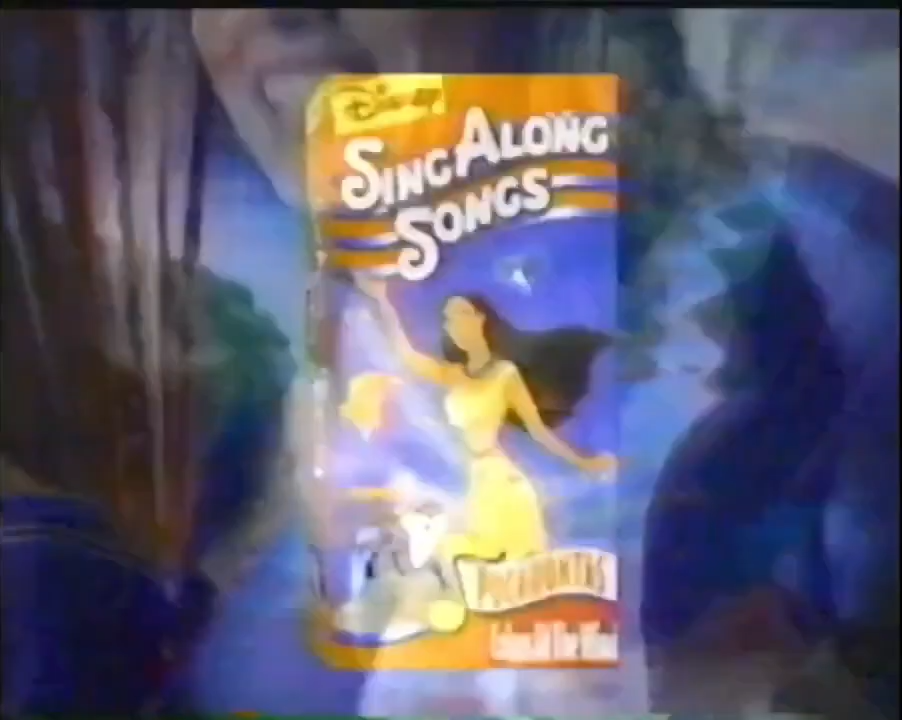 Disney
Sing Along
Songs
Pocahontas
Colors Of The Wind